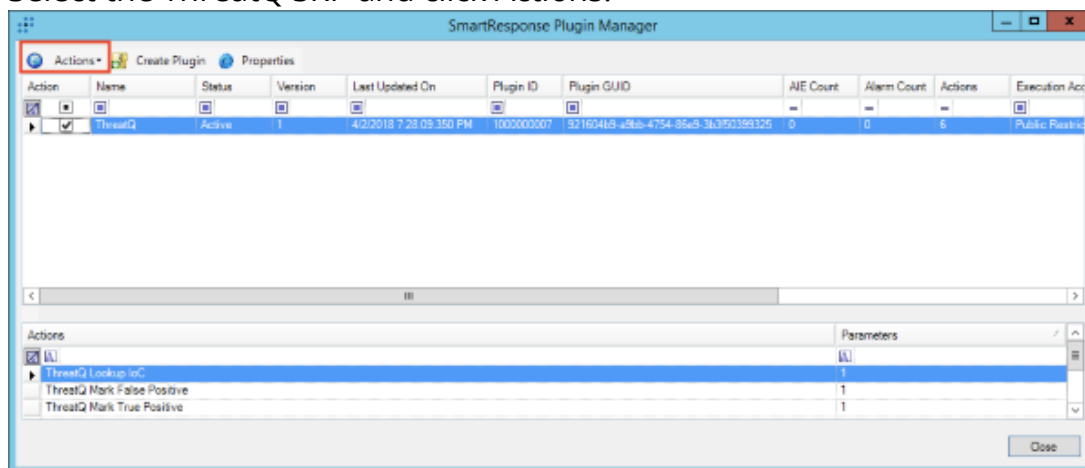 Select the ThreatQ SRP and click Actions.
SmartResponse Plugin Manager
Actions Create Plugin Properties
Action Name Status Version Last Updated On Plugin ID Plugin GUID AIE Count Alarm Count Actions Execution Acc
ThreatQ Active 1 4/2/2018 7:28:09.350 PM 1000000007 921604b9-a9bb-4754-86e9-3b3f50399325 0 0 6 Public Restric
Actions Parameters
ThreatQ Lookup IoC 1
ThreatQ Mark False Positive 1
ThreatQ Mark True Positive 1
Close